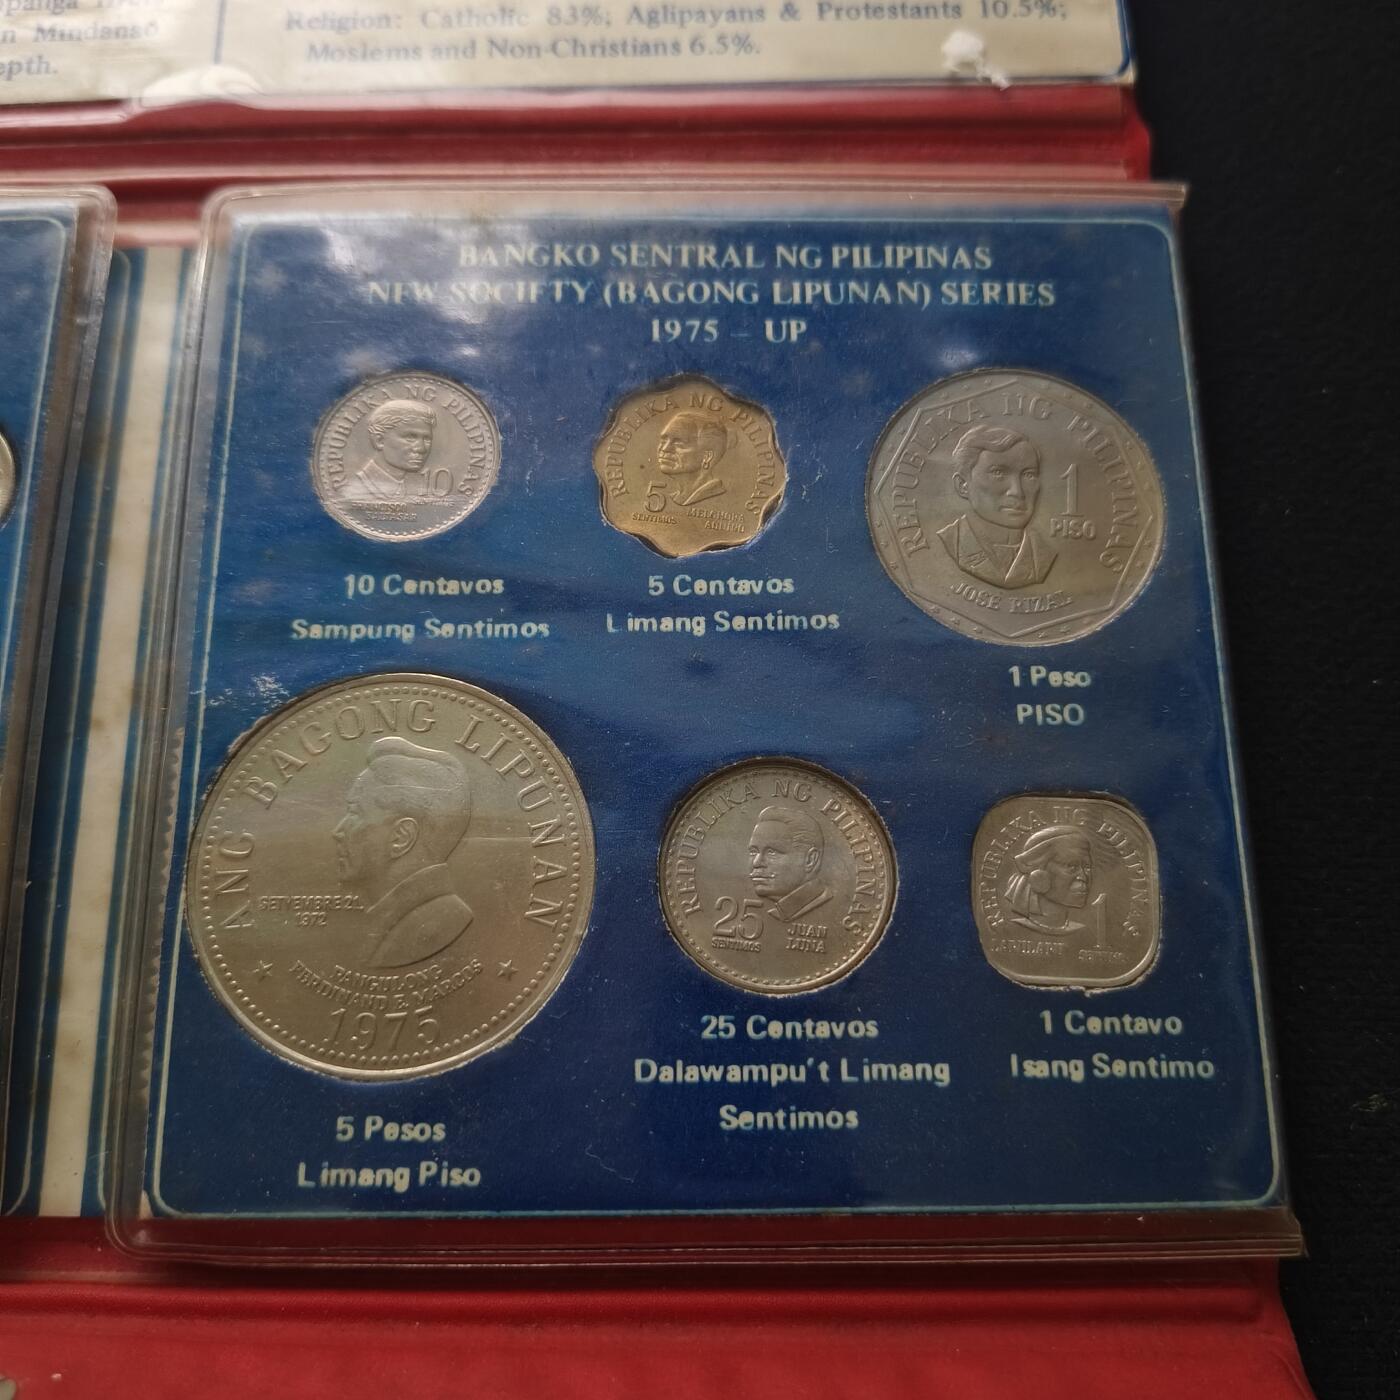 n Mindanao
epth.
Religion: Catholic 83%; Aglipayans & Protestants 10.5%;
Moslems and Non-Christians 6.5%.
BANGKO SENTRAL NG PILIPINAS
NEW SOCIETY (BAGONG LIPUNAN) SERIES
1975 - UP
REPUBLIKA NG PILIPINAS
10
10 Centavos
Sampung Sentimos
REPUBLIKA NG PILIPINAS
5
SENTIMOS
MELCHORA
AQUINO
5 Centavos
Limang Sentimos
REPUBLIKA NG PILIPINAS
1
PISO
JOSE RIZAL
1 Peso
PISO
ANG BAGONG LIPUNAN
SETYEMBRE 21,
1972
PANGULONG
FERDINAND E. MARCOS
1975
5 Pesos
Limang Piso
REPUBLIKA NG PILIPINAS
25
SENTIMOS
JUAN
LUNA
25 Centavos
Dalawampu't Limang
Sentimos
REPUBLIKA NG PILIPINAS
LAPULAPU
1
1 Centavo
Isang Sentimo